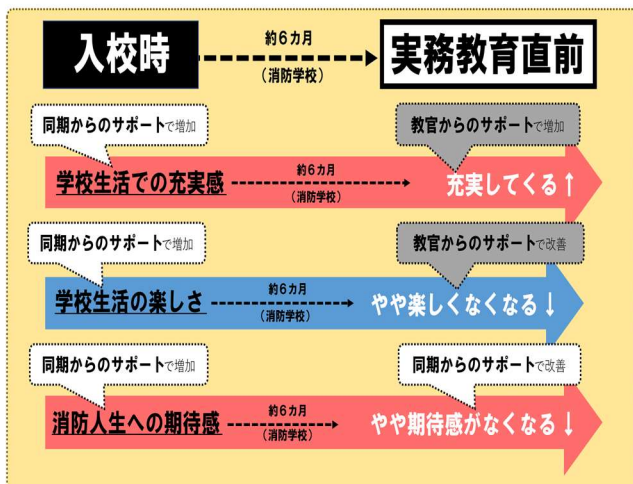 入校時
約6カ月
(消防学校)
実務教育直前
同期からのサポートで増加
教官からのサポートで増加
学校生活での充実感
約6カ月
(消防学校)
充実してくる↑
同期からのサポートで増加
教官からのサポートで改善
学校生活の楽しさ
約6カ月
(消防学校)
やや楽しくなくなる↓
同期からのサポートで増加
同期からのサポートで改善
消防人生への期待感
約6カ月
(消防学校)
やや期待感がなくなる↓